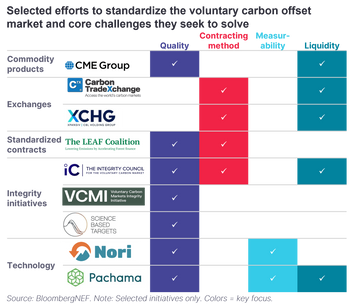 Selected efforts to standardize the voluntary carbon offset
market and core challenges they seek to solve
Quality
Contracting
method
Measur-
ability
Liquidity
Commodity
products
CME Group
Exchanges
Carbon
TradeXchange
Access the world's carbon markets
XCHG
Standardized
contracts
The LEAF Coalition
Integrity
initiatives
iC THE INTEGRITY COUNCIL
FOR THE VOLUNTARY CARBON MARKET
VCMI Voluntary Carbon
Markets Integrity
Initiative
SCIENCE
BASED
TARGETS
Technology
Nori
Pachama
Source: BloombergNEF. Note: Selected initiatives only. Colors = key focus.